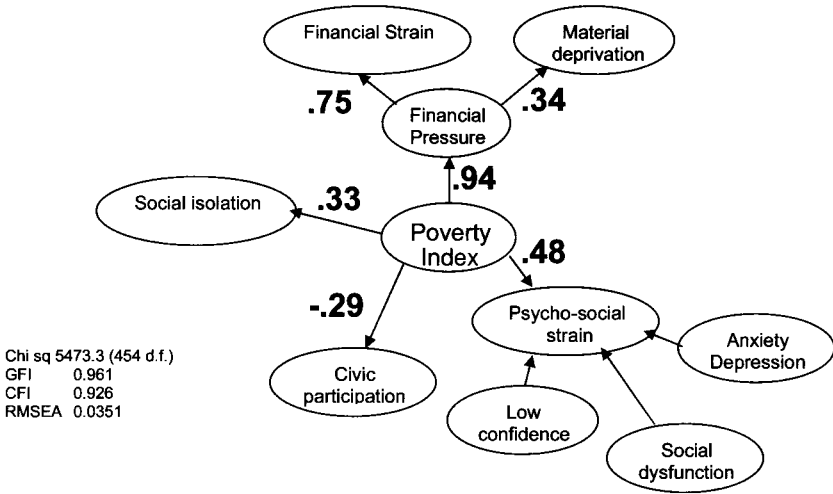 Financial Strain
Material
deprivation
.75
.34
Financial
Pressure
.94
Social isolation
.33
Poverty
Index
.48
-.29
Psycho-social
strain
Anxiety
Depression
Civic
participation
Low
confidence
Social
dysfunction
Chi sq 5473.3 (454 d.f.)
GFI 0.961
CFI 0.926
RMSEA 0.0351